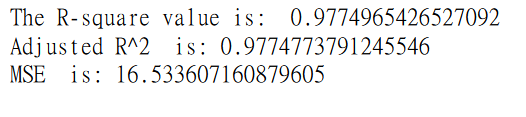 The R-square value is:  0.9774965426527092
Adjusted R^2  is: 0.9774773791245546
MSE  is: 16.533607160879605